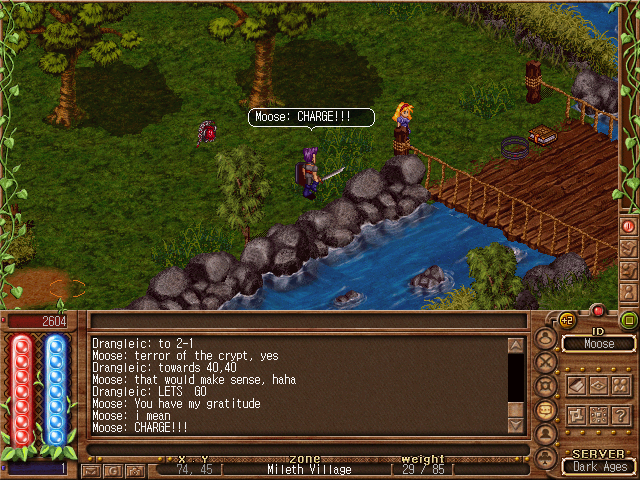 Moose: CHARGE!!!
2604
+2
ID
Moose
Drangleic: to 2-1
Moose: terror of the crypt, yes
Drangleic: towards 40,40
Moose: that would make sense, haha
Drangleic: LETS  GO
Moose: You have my gratitude
Moose: i mean
Moose: CHARGE!!!
?
1
x y zone weight
74, 45 [ Mileth Village [ 29 / 85 [
G
SERVER
Dark Ages